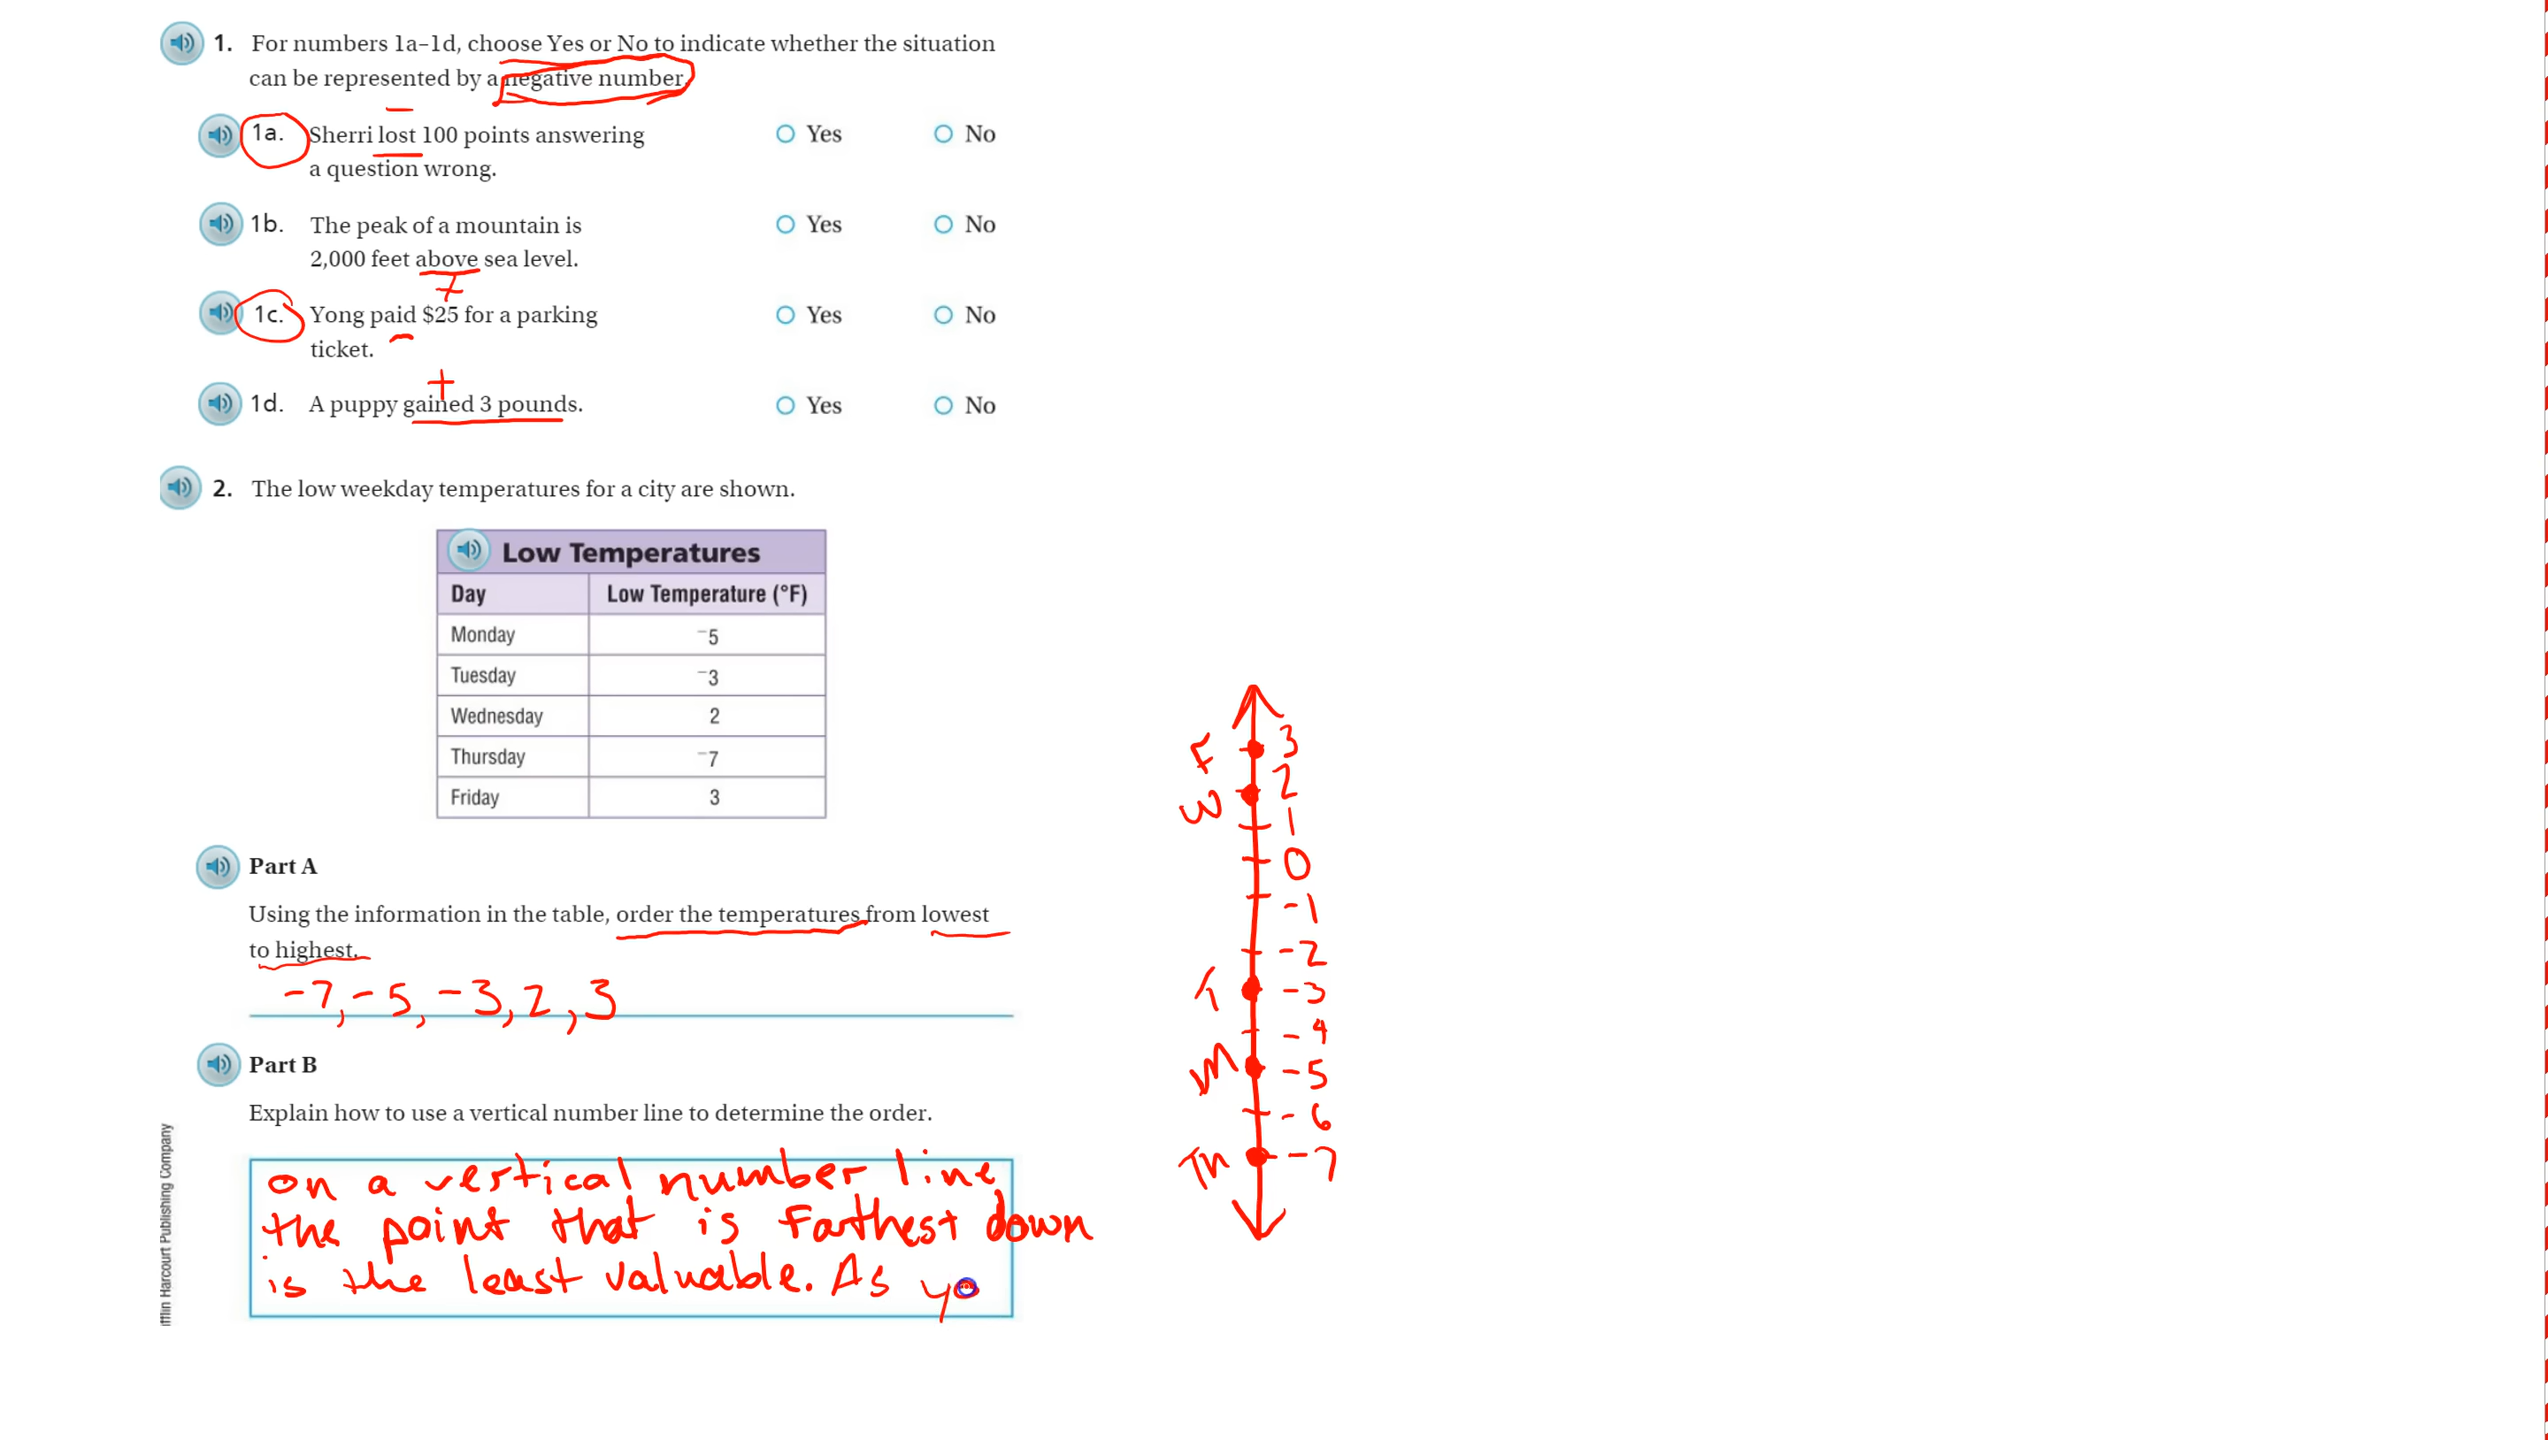 1. For numbers 1a–1d, choose Yes or No to indicate whether the situation
can be represented by a negative number.
−
1a. Sherri lost 100 points answering
a question wrong.
Yes No
1b. The peak of a mountain is
2,000 feet above sea level.
Yes No
+
1c. Yong paid $25 for a parking
ticket.
Yes No
−
+
1d. A puppy gained 3 pounds.
Yes No
2. The low weekday temperatures for a city are shown.
Low Temperatures
Day Low Temperature (°F)
Monday ⁻5
Tuesday ⁻3
Wednesday 2
Thursday ⁻7
Friday 3
Part A
Using the information in the table, order the temperatures from lowest
to highest.
-7, -5, -3, 2, 3
Part B
Explain how to use a vertical number line to determine the order.
on a vertical number line,
the point that is farthest down
is the least valuable. As yo
F 3
W 2
1
0
-1
-2
T -3
-4
M -5
-6
Th -7
ifflin Harcourt Publishing Company